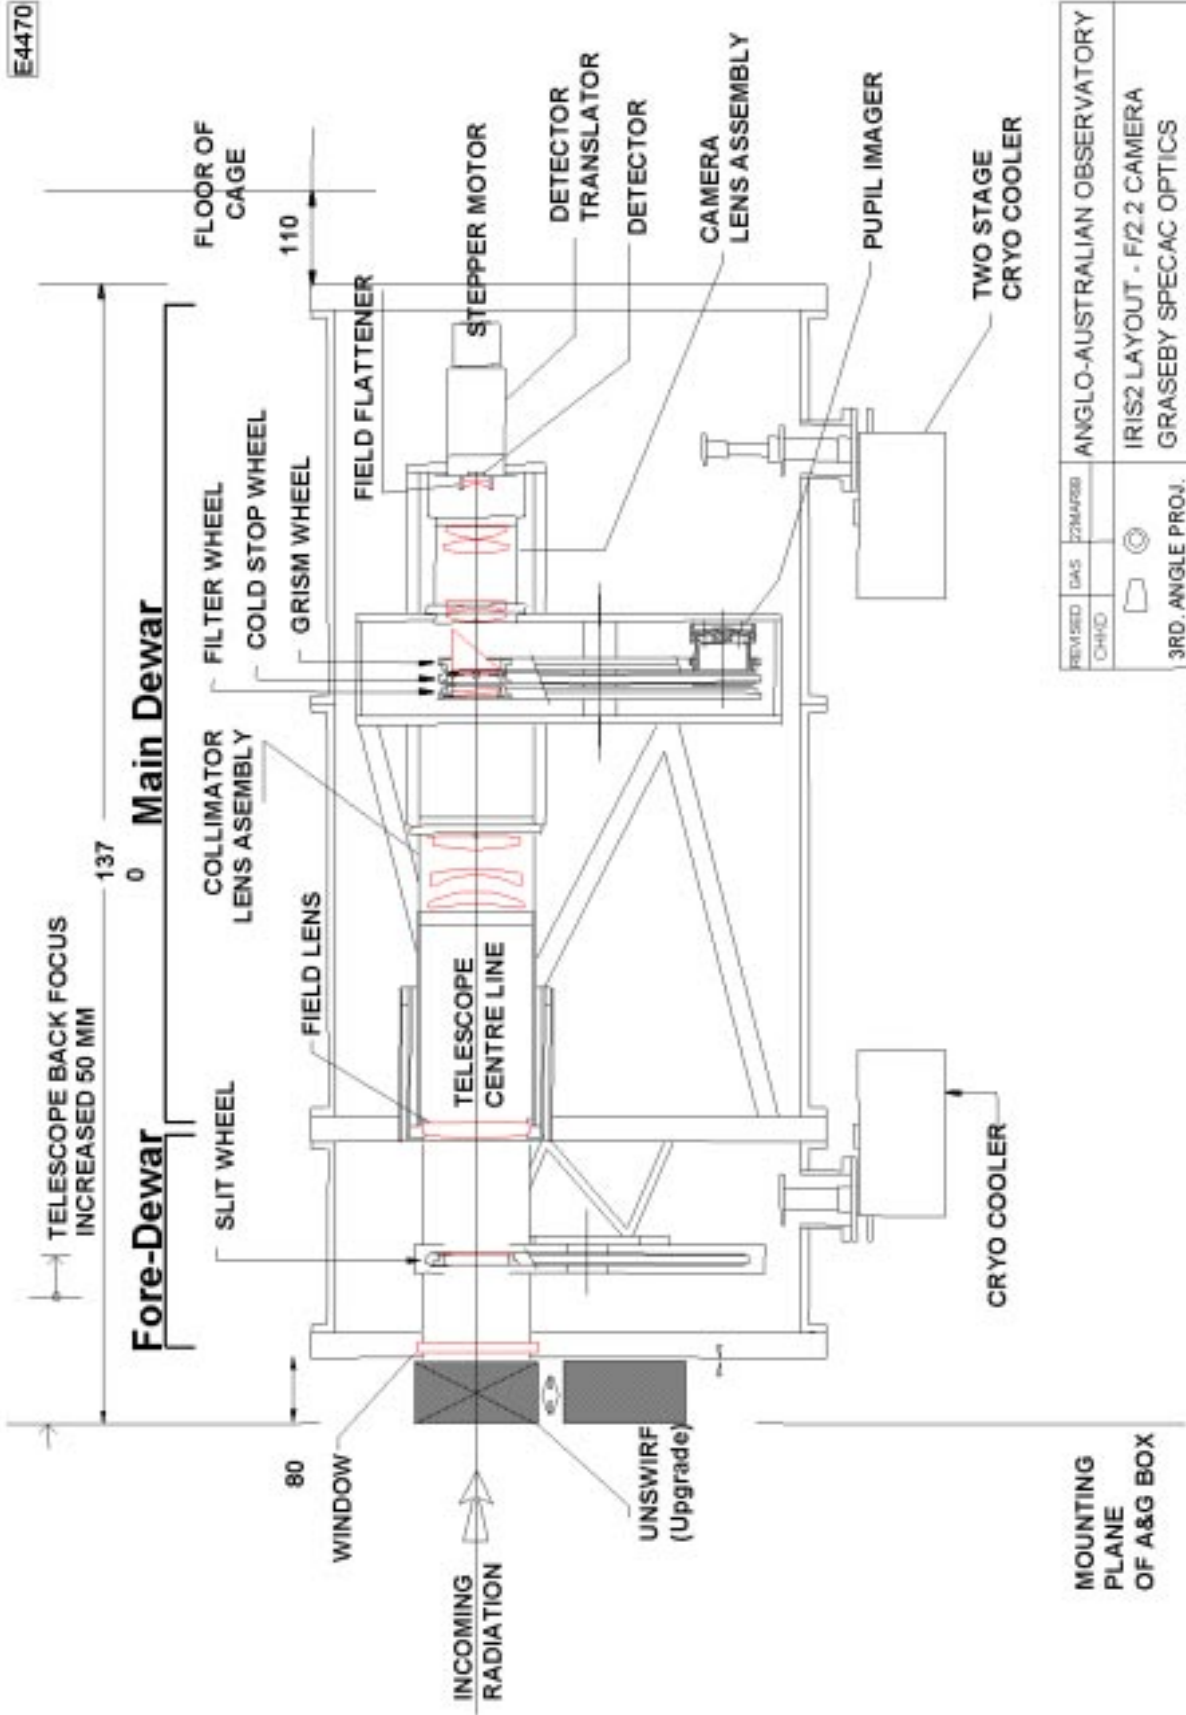 E4470
TELESCOPE BACK FOCUS
INCREASED 50 MM
137
0
Fore-Dewar
Main Dewar
FLOOR OF
CAGE
110
80
WINDOW
SLIT WHEEL
FIELD LENS
COLLIMATOR
LENS ASEMBLY
FILTER WHEEL
COLD STOP WHEEL
GRISM WHEEL
FIELD FLATTENER
STEPPER MOTOR
DETECTOR
TRANSLATOR
DETECTOR
CAMERA
LENS ASSEMBLY
PUPIL IMAGER
TWO STAGE
CRYO COOLER
INCOMING
RADIATION
TELESCOPE
CENTRE LINE
UNSWIRF
(Upgrade)
CRYO COOLER
MOUNTING
PLANE
OF A&G BOX
REVISED DAS
CHKD
ANGLO-AUSTRALIAN OBSERVATORY
IRIS2 LAYOUT - F/2.2 CAMERA
GRASEBY SPECAC OPTICS
3RD. ANGLE PROJ.